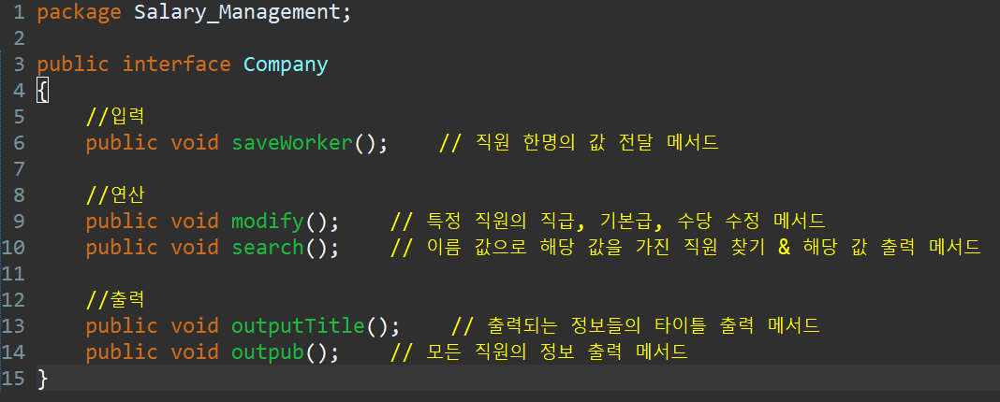 1 package Salary_Management;
2
3 public interface Company
4 {
5 //입력
6 public void saveWorker(); // 직원 한명의 값 전달 메서드
7
8 //연산
9 public void modify(); // 특정 직원의 직급, 기본급, 수당 수정 메서드
10 public void search(); // 이름 값으로 해당 값을 가진 직원 찾기 & 해당 값 출력 메서드
11
12 //출력
13 public void outputTitle(); // 출력되는 정보들의 타이틀 출력 메서드
14 public void outpub(); // 모든 직원의 정보 출력 메서드
15 }